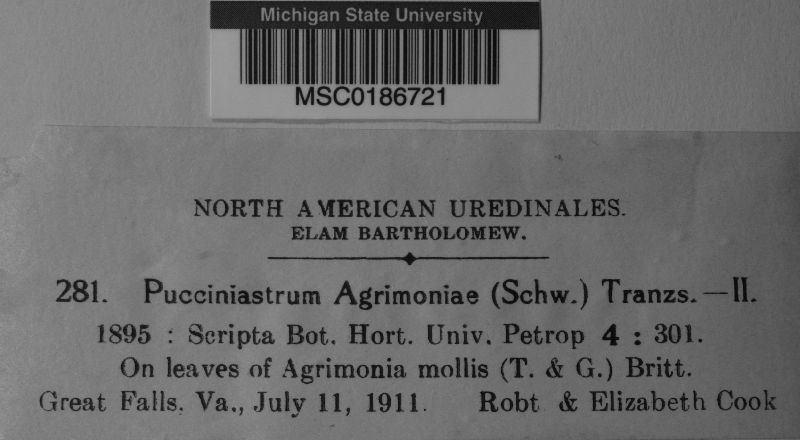 Michigan State University
MSC0186721
NORTH AMERICAN UREDINALES.
ELAM BARTHOLOMEW.
281. Pucciniastrum Agrimoniae (Schw.) Tranzs.—II.
1895 : Scripta Bot. Hort. Univ. Petrop 4 : 301.
On leaves of Agrimonia mollis (T. & G.) Britt.
Great Falls, Va., July 11, 1911. Robt & Elizabeth Cook